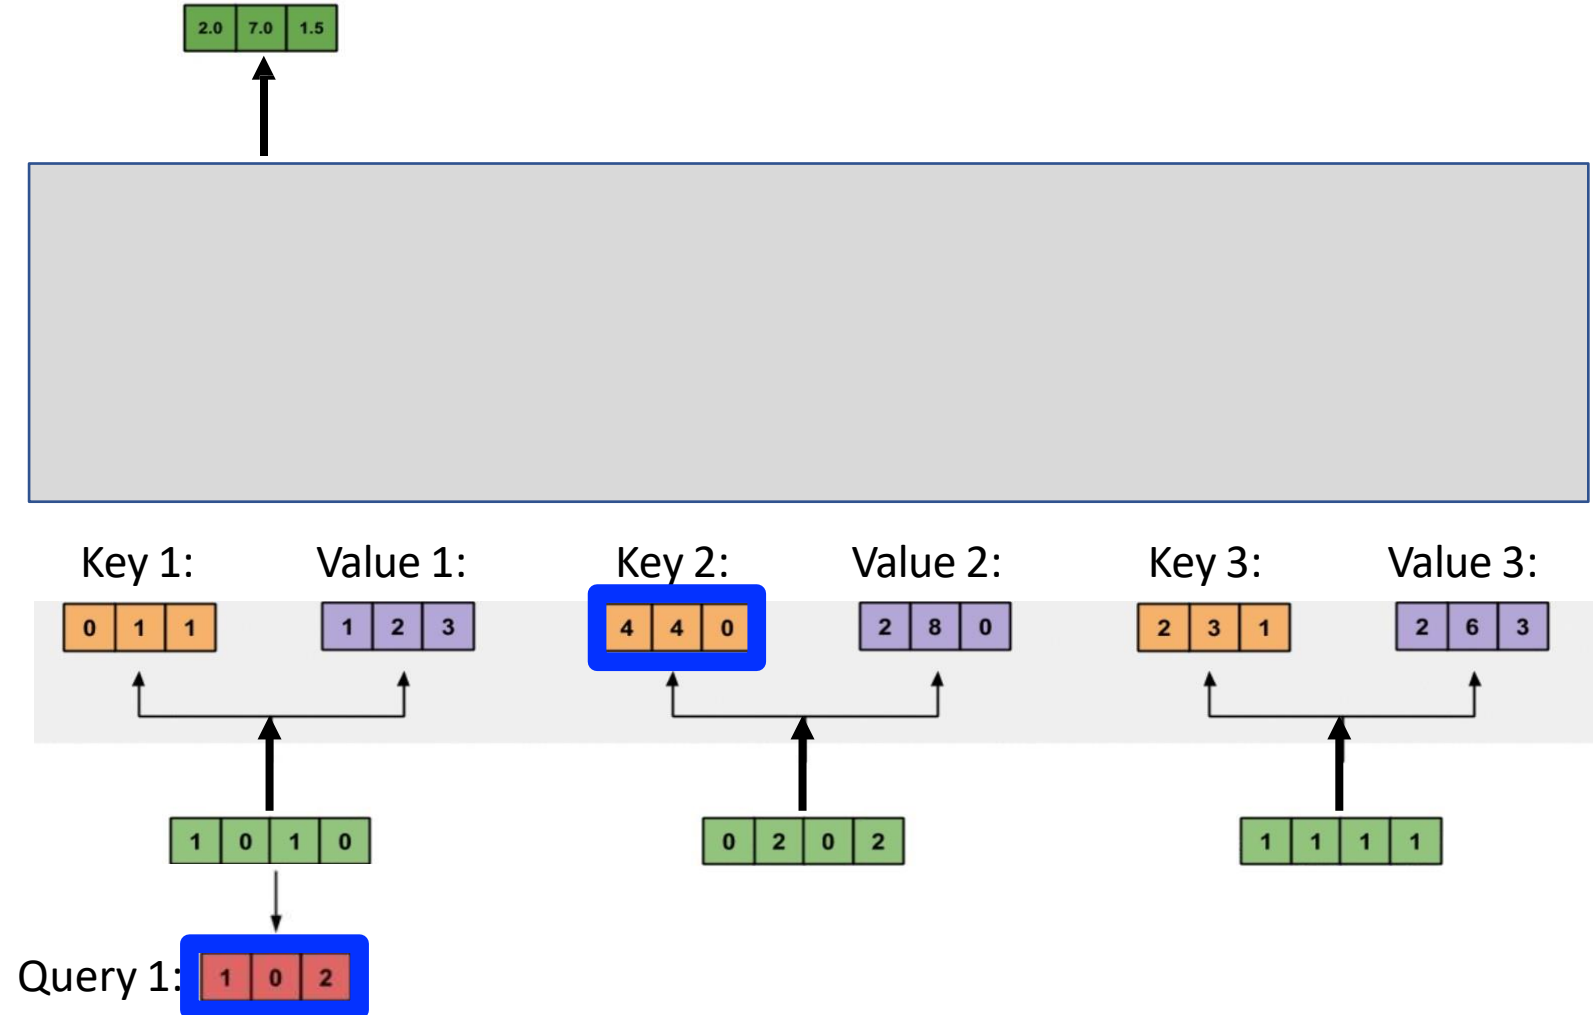 2.0 7.0 1.5
Key 1: Value 1: Key 2: Value 2: Key 3: Value 3:
0 1 1 1 2 3 4 4 0 2 8 0 2 3 1 2 6 3
1 0 1 0 0 2 0 2 1 1 1 1
Query 1: 1 0 2